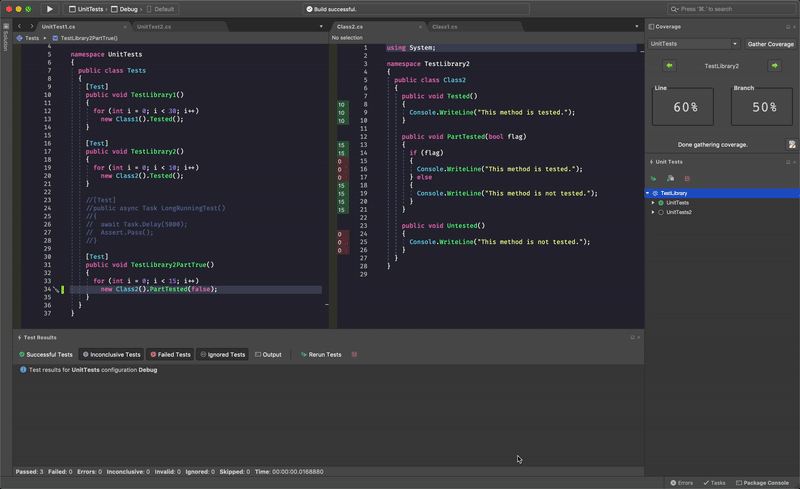 UnitTests
Debug
Default
Build successful.
Press '⌘.' to search
Solution
UnitTest1.cs
UnitTest2.cs
Tests
TestLibrary2PartTrue()
4
5 namespace UnitTests
6 {
7 public class Tests
8 {
9 [Test]
10 public void TestLibrary1()
11 {
12 for (int i = 0; i < 30; i++)
13 new Class1().Tested();
14 }
15
16 [Test]
17 public void TestLibrary2()
18 {
19 for (int i = 0; i < 10; i++)
20 new Class2().Tested();
21 }
22
23 //[Test]
24 //public async Task LongRunningTest()
25 //{
26 // await Task.Delay(5000);
27 // Assert.Pass();
28 //}
29
30 [Test]
31 public void TestLibrary2PartTrue()
32 {
33 for (int i = 0; i < 15; i++)
34 new Class2().PartTested(false);
35 }
36 }
37 }
Class2.cs
Class1.cs
No selection
1 using System;
2
3 namespace TestLibrary2
4 {
5 public class Class2
6 {
7 public void Tested()
10 8 {
10 9 Console.WriteLine("This method is tested.");
10 10 }
11
12 public void PartTested(bool flag)
15 13 {
15 14 if (flag)
0 15 {
0 16 Console.WriteLine("This method is tested.");
0 17 } else
15 18 {
15 19 Console.WriteLine("This method is not tested.");
15 20 }
15 21 }
22
23 public void Untested()
0 24 {
0 25 Console.WriteLine("This method is not tested.");
0 26 }
27 }
28 }
29
Coverage
UnitTests
Gather Coverage
TestLibrary2
Line
60%
Branch
50%
Done gathering coverage.
Unit Tests
TestLibrary
UnitTests
UnitTests2
Test Results
Successful Tests
Inconclusive Tests
Failed Tests
Ignored Tests
Output
Rerun Tests
Test results for UnitTests configuration Debug
Passed: 3 Failed: 0 Errors: 0 Inconclusive: 0 Invalid: 0 Ignored: 0 Skipped: 0 Time: 00:00:00.0168880
Errors
Tasks
Package Console